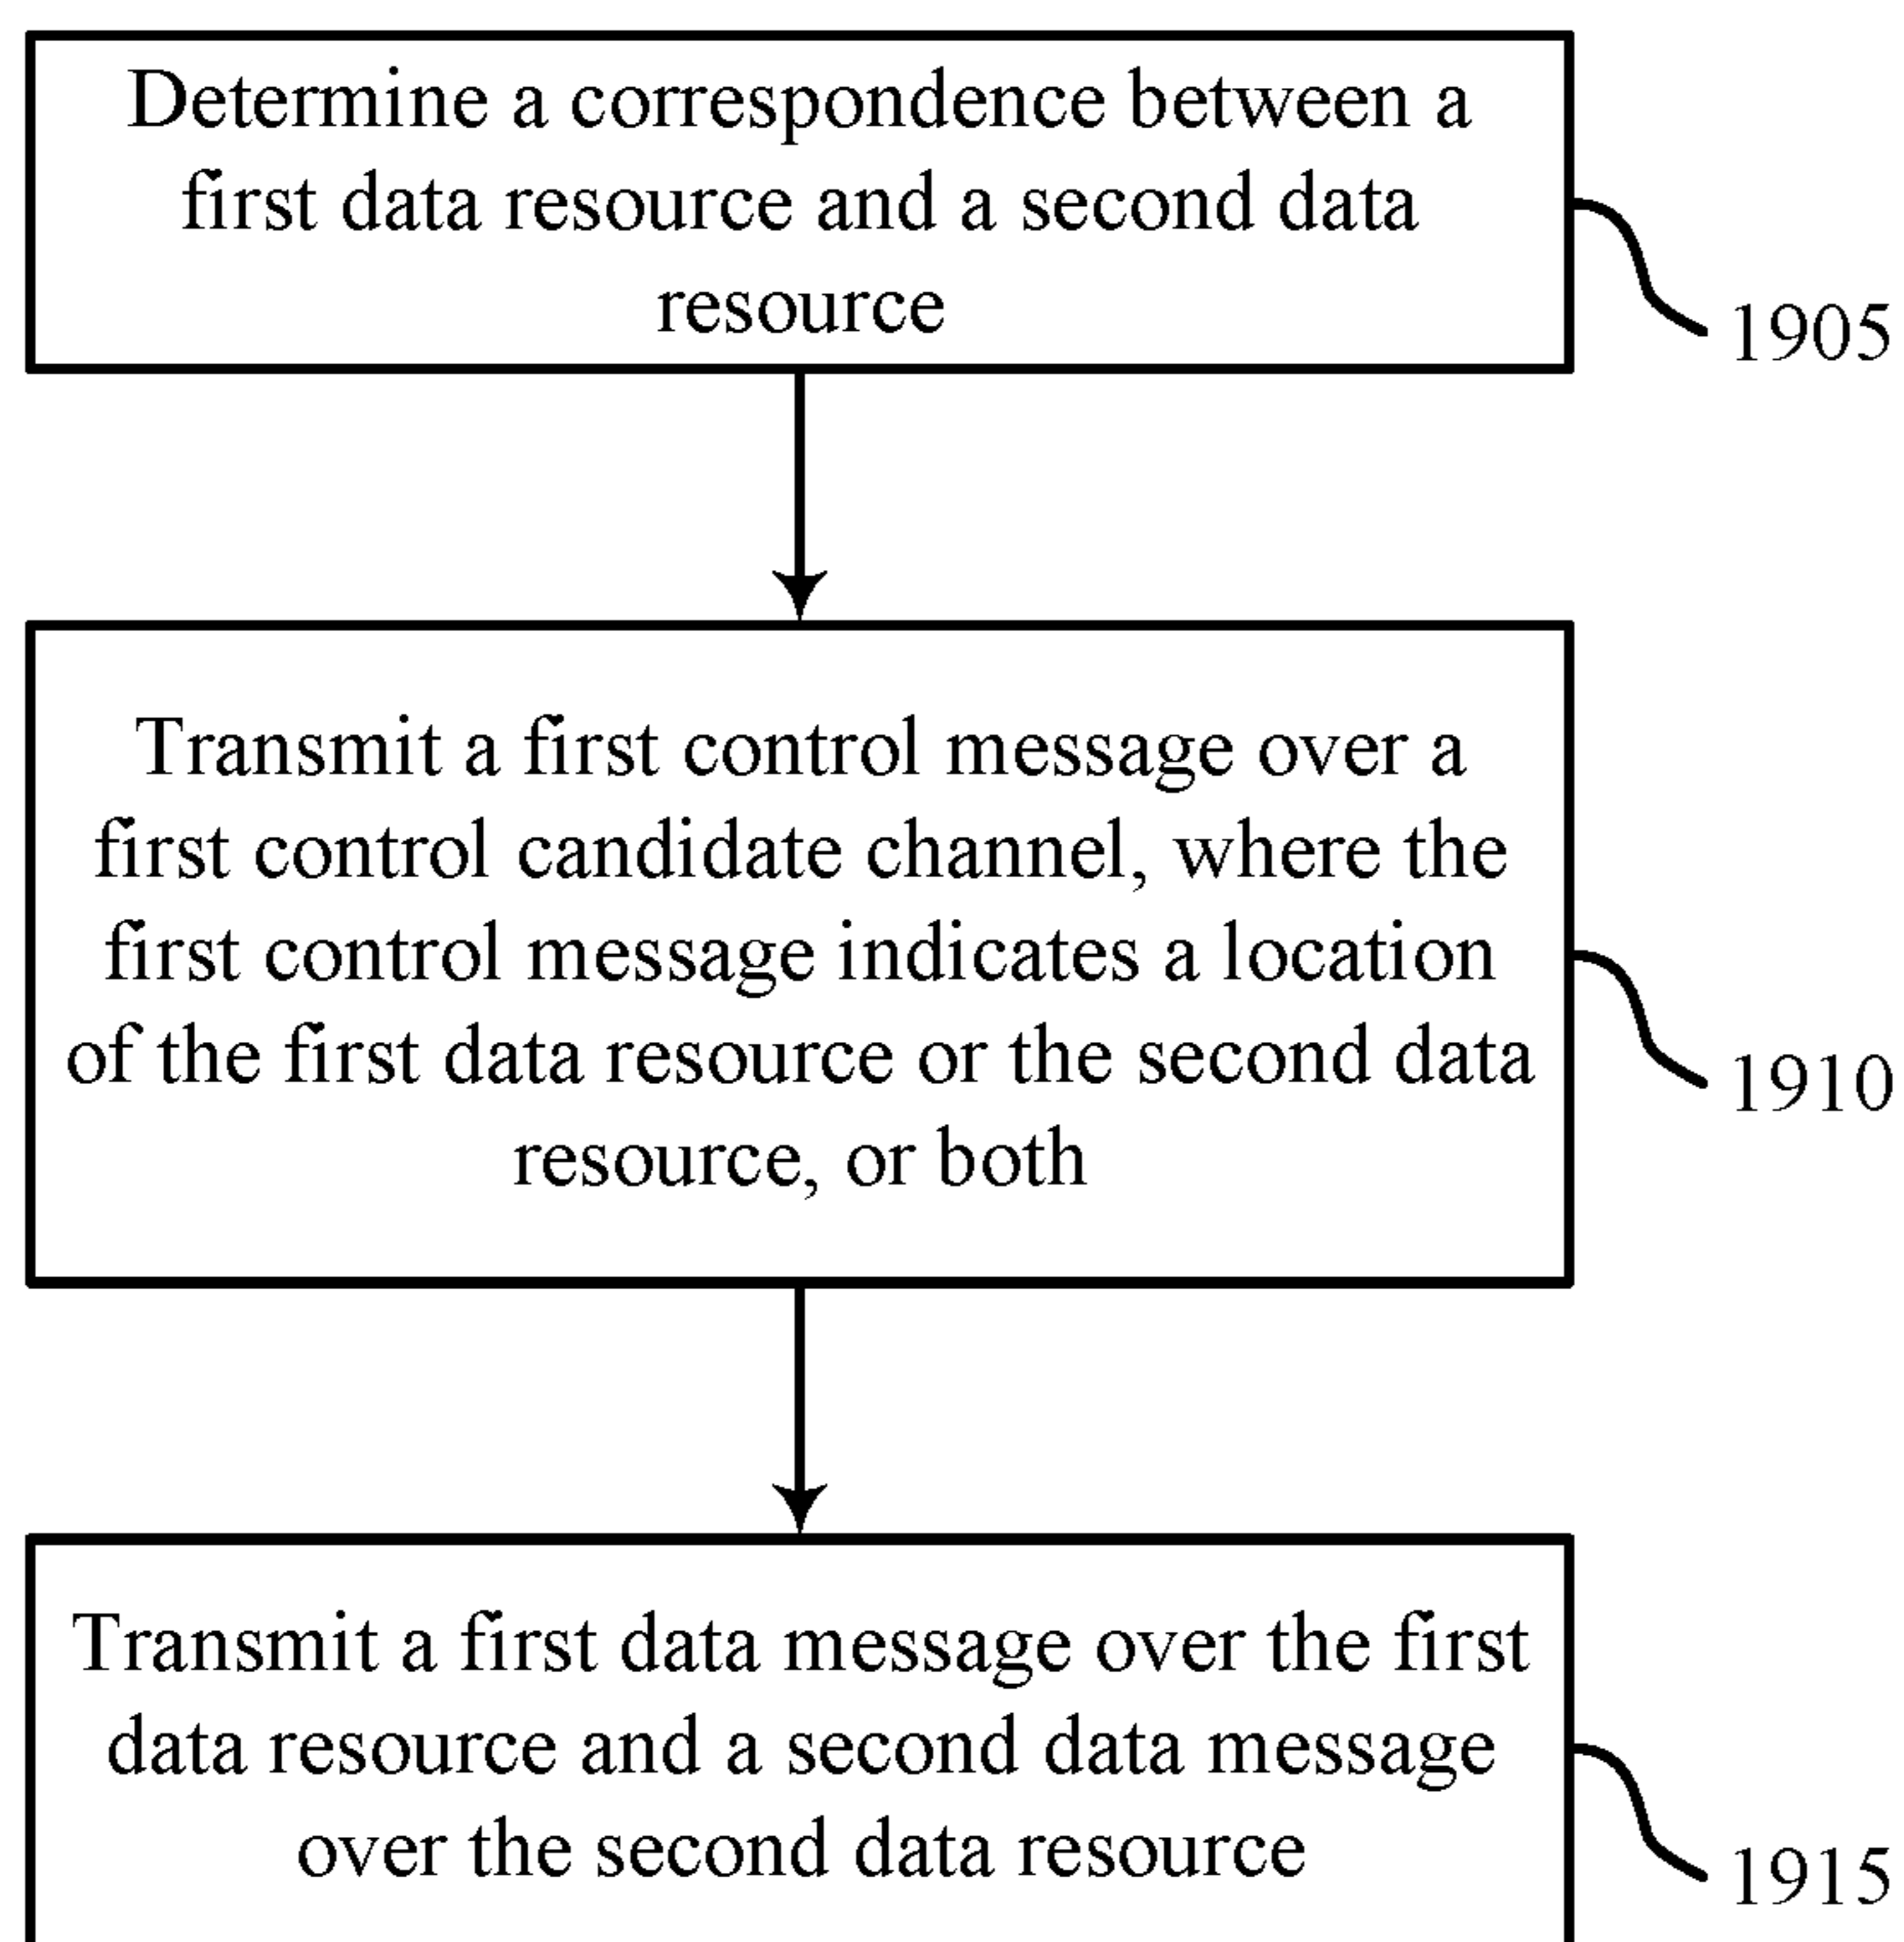 Determine a correspondence between a
first data resource and a second data
resource
1905
Transmit a first control message over a
first control candidate channel, where the
first control message indicates a location
of the first data resource or the second data
resource, or both
1910
Transmit a first data message over the first
data resource and a second data message
over the second data resource
1915